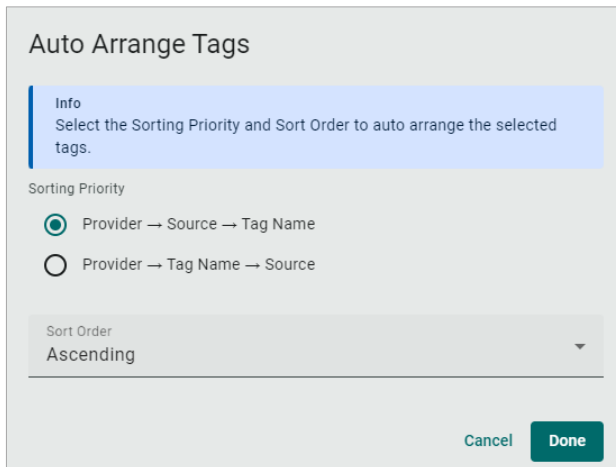 Auto Arrange Tags
Info
Select the Sorting Priority and Sort Order to auto arrange the selected
tags.
Sorting Priority
Provider → Source → Tag Name
Provider → Tag Name → Source
Sort Order
Ascending
Cancel Done